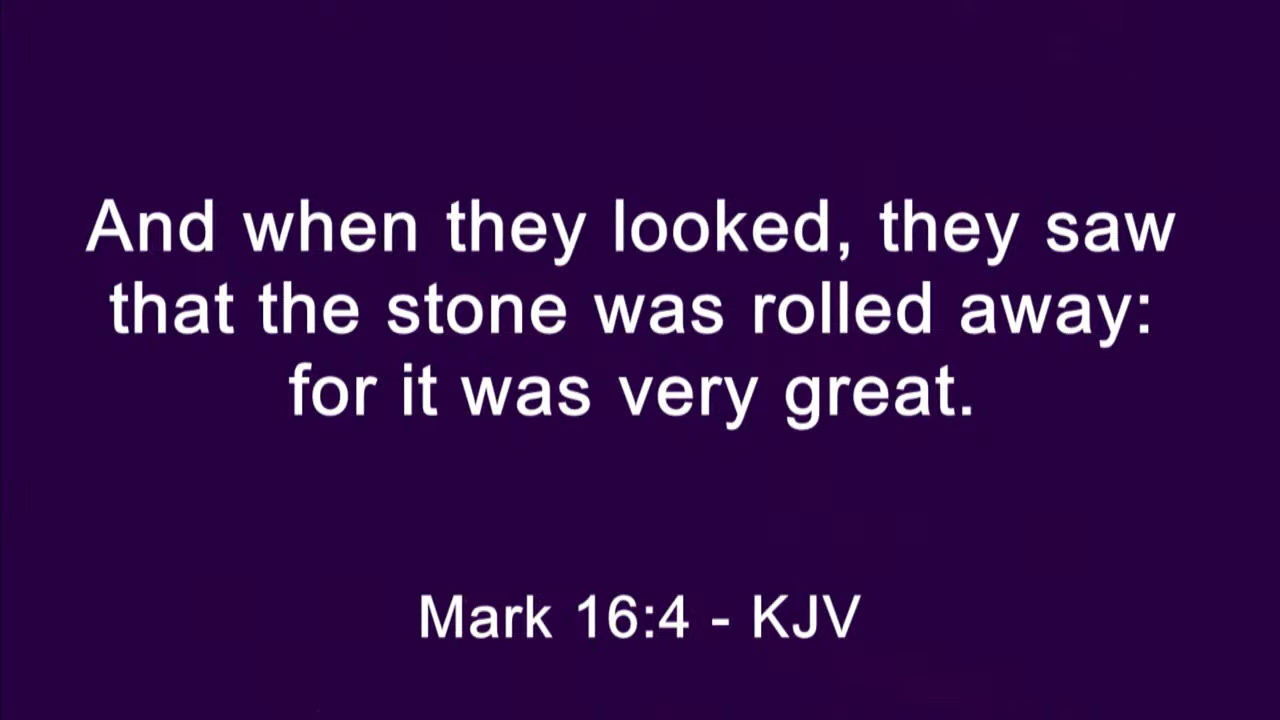 And when they looked, they saw
that the stone was rolled away:
for it was very great.
Mark 16:4 - KJV